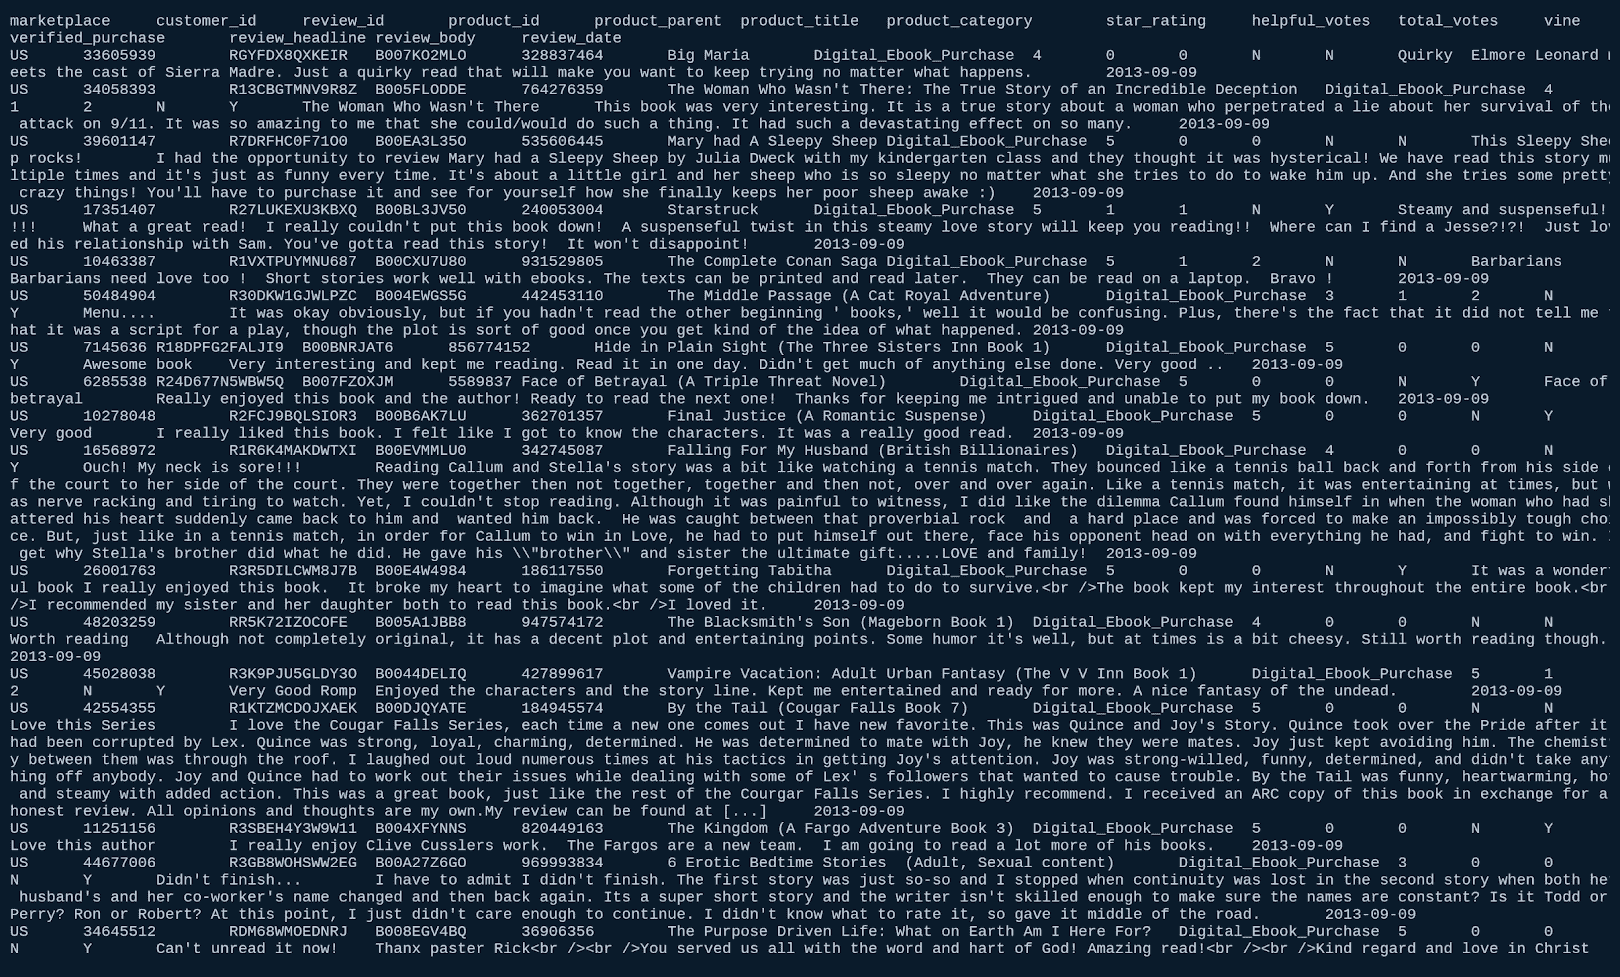 marketplace customer_id review_id product_id product_parent product_title product_category star_rating helpful_votes total_votes vine
verified_purchase review_headline review_body review_date
US 33605939 RGYFDX8QXKEIR B007KO2MLO 328837464 Big Maria Digital_Ebook_Purchase 4 0 0 N N Quirky Elmore Leonard
eets the cast of Sierra Madre. Just a quirky read that will make you want to keep trying no matter what happens. 2013-09-09
US 34058393 R13CBGTMNV9R8Z B005FLODDE 764276359 The Woman Who Wasn't There: The True Story of an Incredible Deception Digital_Ebook_Purchase 4
1 2 N Y The Woman Who Wasn't There This book was very interesting. It is a true story about a woman who perpetrated a lie about her survival of the
attack on 9/11. It was so amazing to me that she could/would do such a thing. It had such a devastating effect on so many. 2013-09-09
US 39601147 R7DRFHC0F71O0 B00EA3L35O 535606445 Mary had A Sleepy Sheep Digital_Ebook_Purchase 5 0 0 N N This Sleepy Shee
p rocks! I had the opportunity to review Mary had a Sleepy Sheep by Julia Dweck with my kindergarten class and they thought it was hysterical! We have read this story mu
ltiple times and it's just as funny every time. It's about a little girl and her sheep who is so sleepy no matter what she tries to do to wake him up. And she tries some pretty
crazy things! You'll have to purchase it and see for yourself how she finally keeps her poor sheep awake :) 2013-09-09
US 17351407 R27LUKEXU3KBXQ B00BL3JV50 240053004 Starstruck Digital_Ebook_Purchase 5 1 1 N Y Steamy and suspenseful!
!!! What a great read! I really couldn't put this book down! A suspenseful twist in this steamy love story will keep you reading!! Where can I find a Jesse?!?! Just lov
ed his relationship with Sam. You've gotta read this story! It won't disappoint! 2013-09-09
US 10463387 R1VXTPUYMNU687 B00CXU7U80 931529805 The Complete Conan Saga Digital_Ebook_Purchase 5 1 2 N N Barbarians
Barbarians need love too ! Short stories work well with ebooks. The texts can be printed and read later. They can be read on a laptop. Bravo ! 2013-09-09
US 50484904 R30DKW1GJWLPZC B004EWGS5G 442453110 The Middle Passage (A Cat Royal Adventure) Digital_Ebook_Purchase 3 1 2 N
Y Menu.... It was okay obviously, but if you hadn't read the other beginning ' books,' well it would be confusing. Plus, there's the fact that it did not tell me t
hat it was a script for a play, though the plot is sort of good once you get kind of the idea of what happened. 2013-09-09
US 7145636 R18DPFG2FALJI9 B00BNRJAT6 856774152 Hide in Plain Sight (The Three Sisters Inn Book 1) Digital_Ebook_Purchase 5 0 0 N
Y Awesome book Very interesting and kept me reading. Read it in one day. Didn't get much of anything else done. Very good .. 2013-09-09
US 6285538 R24D677N5WBW5Q B007FZOXJM 5589837 Face of Betrayal (A Triple Threat Novel) Digital_Ebook_Purchase 5 0 0 N Y Face of
betrayal Really enjoyed this book and the author! Ready to read the next one! Thanks for keeping me intrigued and unable to put my book down. 2013-09-09
US 10278048 R2FCJ9BQLSIOR3 B00B6AK7LU 362701357 Final Justice (A Romantic Suspense) Digital_Ebook_Purchase 5 0 0 N Y
Very good I really liked this book. I felt like I got to know the characters. It was a really good read. 2013-09-09
US 16568972 R1R6K4MAKDWTXI B00EVMMLU0 342745087 Falling For My Husband (British Billionaires) Digital_Ebook_Purchase 4 0 0 N
Y Ouch! My neck is sore!!! Reading Callum and Stella's story was a bit like watching a tennis match. They bounced like a tennis ball back and forth from his side o
f the court to her side of the court. They were together then not together, together and then not, over and over again. Like a tennis match, it was entertaining at times, but w
as nerve racking and tiring to watch. Yet, I couldn't stop reading. Although it was painful to witness, I did like the dilemma Callum found himself in when the woman who had sh
attered his heart suddenly came back to him and wanted him back. He was caught between that proverbial rock and a hard place and was forced to make an impossibly tough choi
ce. But, just like in a tennis match, in order for Callum to win in Love, he had to put himself out there, face his opponent head on with everything he had, and fight to win. I
get why Stella's brother did what he did. He gave his \\"brother\\" and sister the ultimate gift.....LOVE and family! 2013-09-09
US 26001763 R3R5DILCWM8J7B B00E4W4984 186117550 Forgetting Tabitha Digital_Ebook_Purchase 5 0 0 N Y It was a wonderf
ul book I really enjoyed this book. It broke my heart to imagine what some of the children had to do to survive.<br />The book kept my interest throughout the entire book.<br
/>I recommended my sister and her daughter both to read this book.<br />I loved it. 2013-09-09
US 48203259 RR5K72IZOCOFE B005A1JBB8 947574172 The Blacksmith's Son (Mageborn Book 1) Digital_Ebook_Purchase 4 0 0 N N
Worth reading Although not completely original, it has a decent plot and entertaining points. Some humor it's well, but at times is a bit cheesy. Still worth reading though.
2013-09-09
US 45028038 R3K9PJU5GLDY3O B0044DELIQ 427899617 Vampire Vacation: Adult Urban Fantasy (The V V Inn Book 1) Digital_Ebook_Purchase 5 1
2 N Y Very Good Romp Enjoyed the characters and the story line. Kept me entertained and ready for more. A nice fantasy of the undead. 2013-09-09
US 42554355 R1KTZMCDOJXAEK B00DJQYATE 184945574 By the Tail (Cougar Falls Book 7) Digital_Ebook_Purchase 5 0 0 N N
Love this Series I love the Cougar Falls Series, each time a new one comes out I have new favorite. This was Quince and Joy's Story. Quince took over the Pride after it
had been corrupted by Lex. Quince was strong, loyal, charming, determined. He was determined to mate with Joy, he knew they were mates. Joy just kept avoiding him. The chemistr
y between them was through the roof. I laughed out loud numerous times at his tactics in getting Joy's attention. Joy was strong-willed, funny, determined, and didn't take anyt
hing off anybody. Joy and Quince had to work out their issues while dealing with some of Lex' s followers that wanted to cause trouble. By the Tail was funny, heartwarming, hot
and steamy with added action. This was a great book, just like the rest of the Courgar Falls Series. I highly recommend. I received an ARC copy of this book in exchange for a
honest review. All opinions and thoughts are my own.My review can be found at [...] 2013-09-09
US 11251156 R3SBEH4Y3W9W11 B004XFYNNS 820449163 The Kingdom (A Fargo Adventure Book 3) Digital_Ebook_Purchase 5 0 0 N Y
Love this author I really enjoy Clive Cusslers work. The Fargos are a new team. I am going to read a lot more of his books. 2013-09-09
US 44677006 R3GB8WOHSWW2EG B00A27Z6GO 969993834 6 Erotic Bedtime Stories (Adult, Sexual content) Digital_Ebook_Purchase 3 0 0
N Y Didn't finish... I have to admit I didn't finish. The first story was just so-so and I stopped when continuity was lost in the second story when both her
husband's and her co-worker's name changed and then back again. Its a super short story and the writer isn't skilled enough to make sure the names are constant? Is it Todd or
Perry? Ron or Robert? At this point, I just didn't care enough to continue. I didn't know what to rate it, so gave it middle of the road. 2013-09-09
US 34645512 RDM68WMOEDNRJ B008EGV4BQ 36906356 The Purpose Driven Life: What on Earth Am I Here For? Digital_Ebook_Purchase 5 0 0
N Y Can't unread it now! Thanx paster Rick<br /><br />You served us all with the word and hart of God! Amazing read!<br /><br />Kind regard and love in Christ